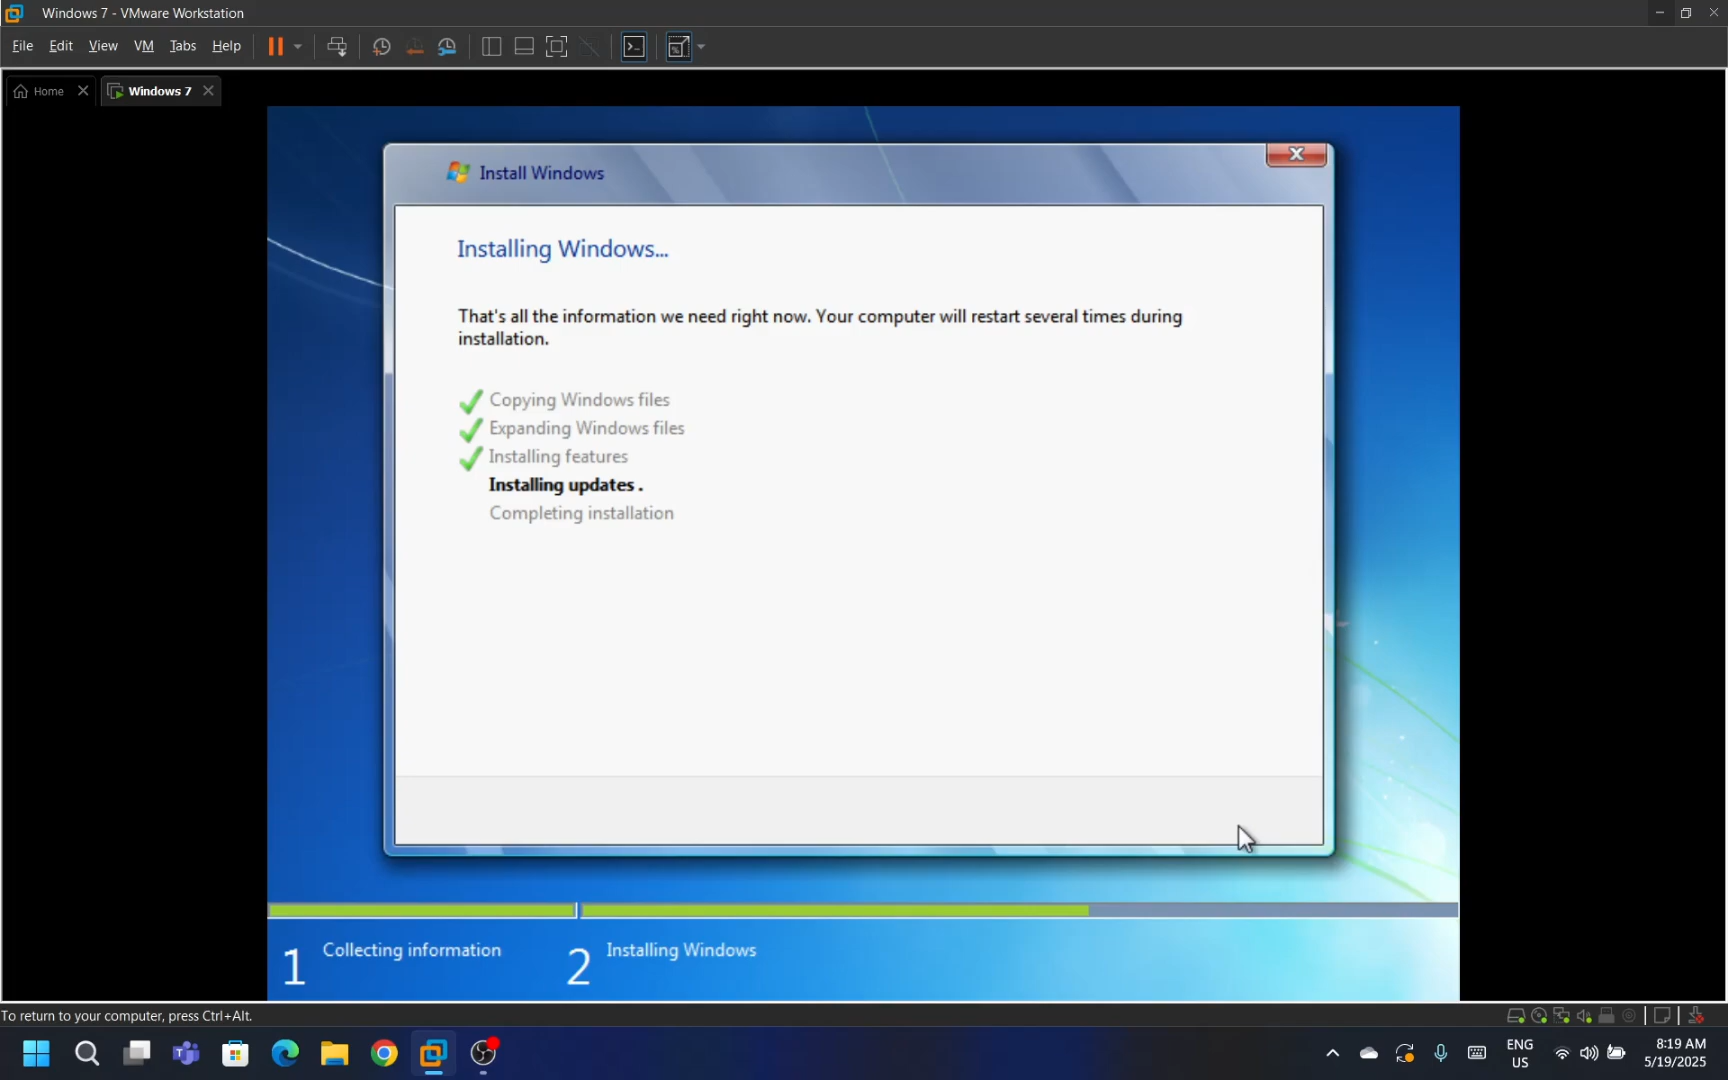 Windows 7 - VMware Workstation
File Edit View VM Tabs Help
Home
Windows 7
Install Windows
Installing Windows...
That's all the information we need right now. Your computer will restart several times during
installation.
Copying Windows files
Expanding Windows files
Installing features
Installing updates .
Completing installation
1 Collecting information
2 Installing Windows
To return to your computer, press Ctrl+Alt.
ENG
US
8:19 AM
5/19/2025